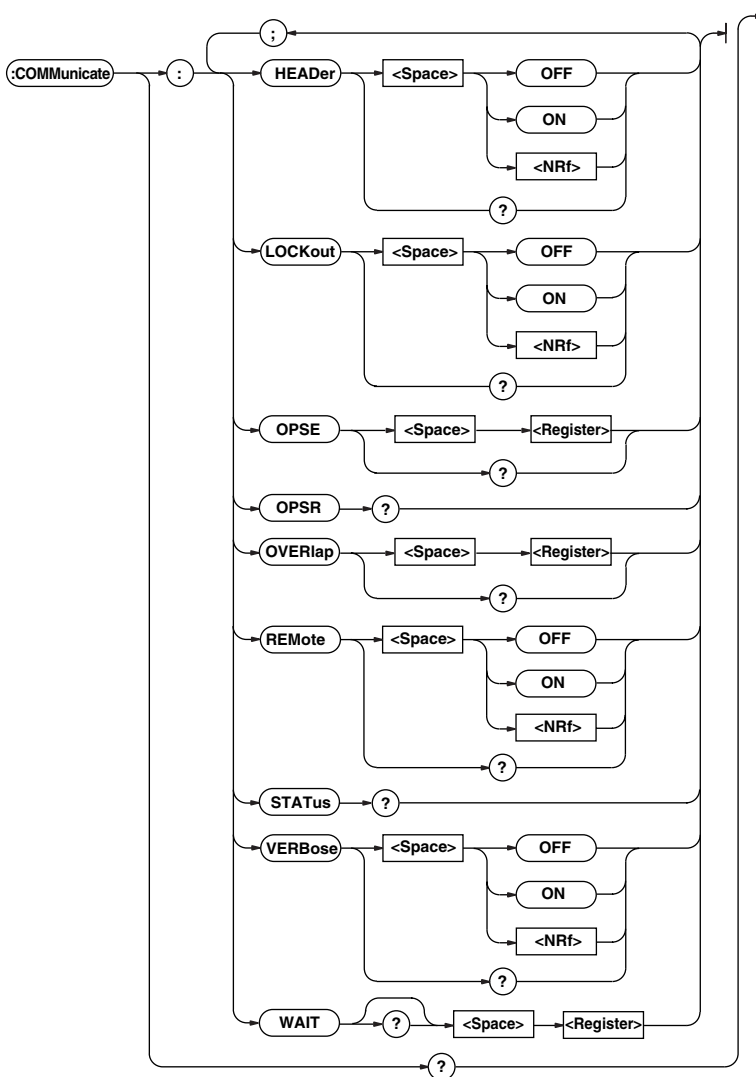 ;
:COMMunicate : HEADer <Space> OFF
ON
<NRf>
?
LOCKout <Space> OFF
ON
<NRf>
?
OPSE <Space> <Register>
?
OPSR ?
OVERlap <Space> <Register>
?
REMote <Space> OFF
ON
<NRf>
?
STATus ?
VERBose <Space> OFF
ON
<NRf>
?
WAIT ? <Space> <Register>
?